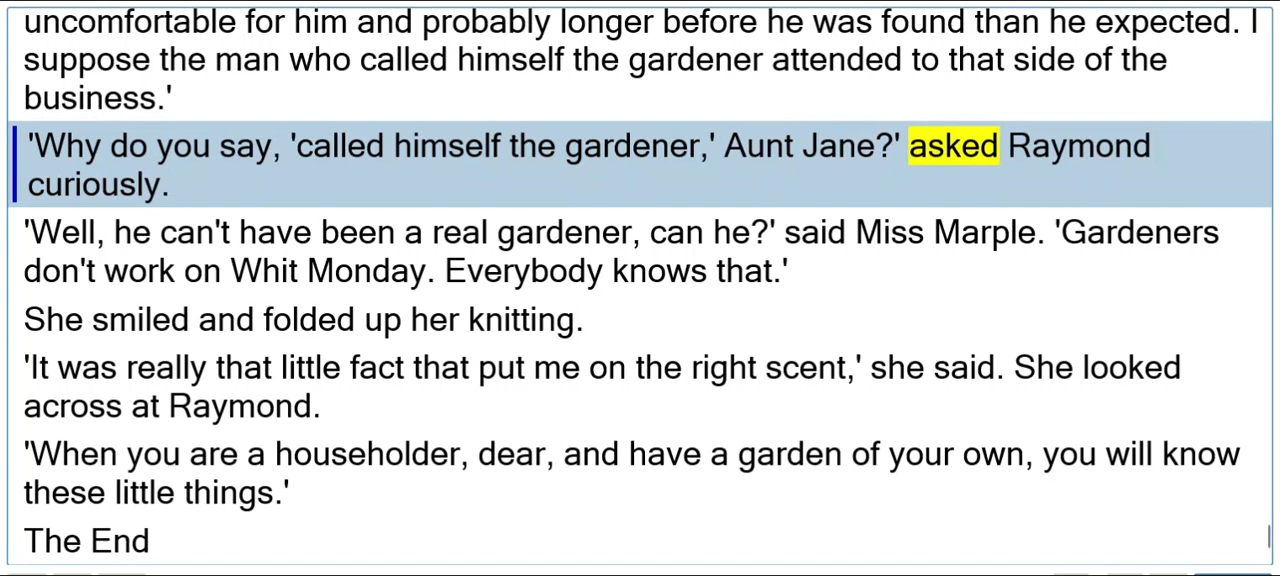 uncomfortable for him and probably longer before he was found than he expected. I
suppose the man who called himself the gardener attended to that side of the
business.'
'Why do you say, 'called himself the gardener,' Aunt Jane?' asked Raymond
curiously.
'Well, he can't have been a real gardener, can he?' said Miss Marple. 'Gardeners
don't work on Whit Monday. Everybody knows that.'
She smiled and folded up her knitting.
'It was really that little fact that put me on the right scent,' she said. She looked
across at Raymond.
'When you are a householder, dear, and have a garden of your own, you will know
these little things.'
The End